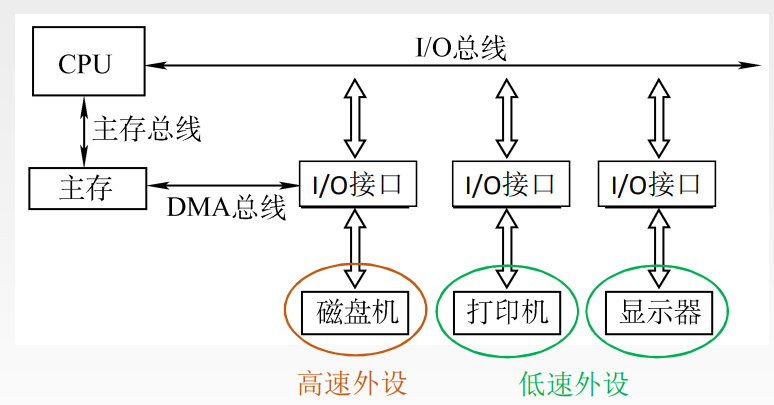 I/O总线
CPU
主存总线
主存
DMA总线
I/O接口
I/O接口
I/O接口
磁盘机
打印机
显示器
高速外设
低速外设